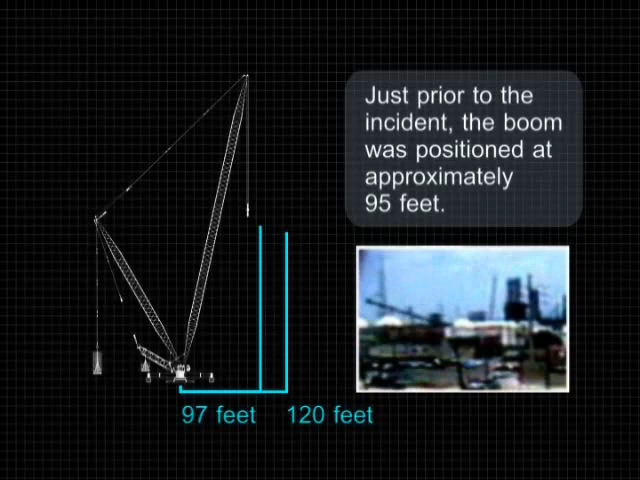 Just prior to the
incident, the boom
was positioned at
approximately
95 feet.
97 feet
120 feet